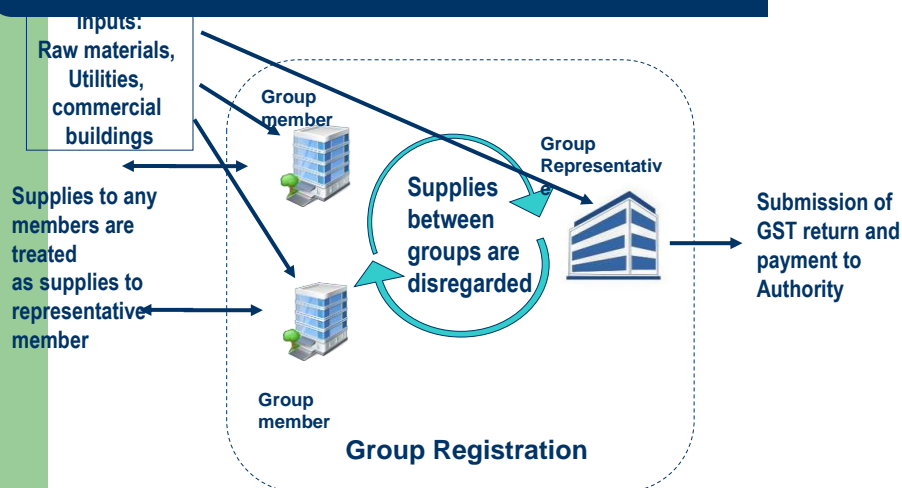 Inputs:
Raw materials,
Utilities,
commercial
buildings
Supplies to any
members are
treated
as supplies to
representative
member
Group
member
Group
member
Supplies
between
groups are
disregarded
Group
Representativ
e
Submission of
GST return and
payment to
Authority
Group Registration